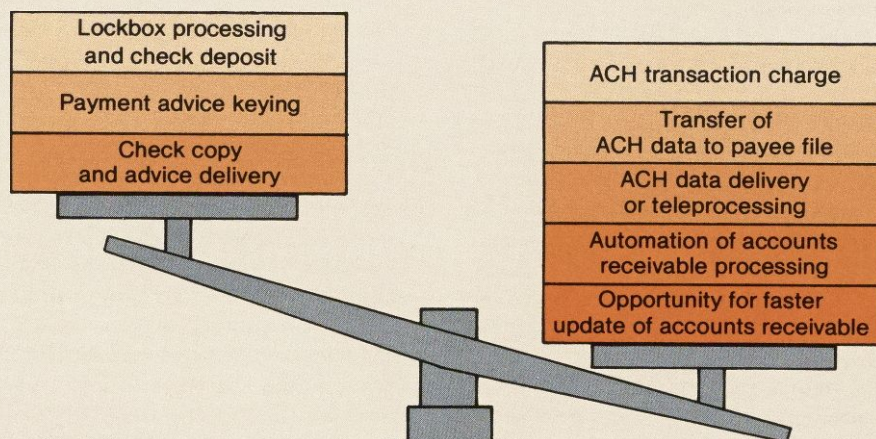 Lockbox processing
and check deposit
Payment advice keying
Check copy
and advice delivery
ACH transaction charge
Transfer of
ACH data to payee file
ACH data delivery
or teleprocessing
Automation of accounts
receivable processing
Opportunity for faster
update of accounts receivable